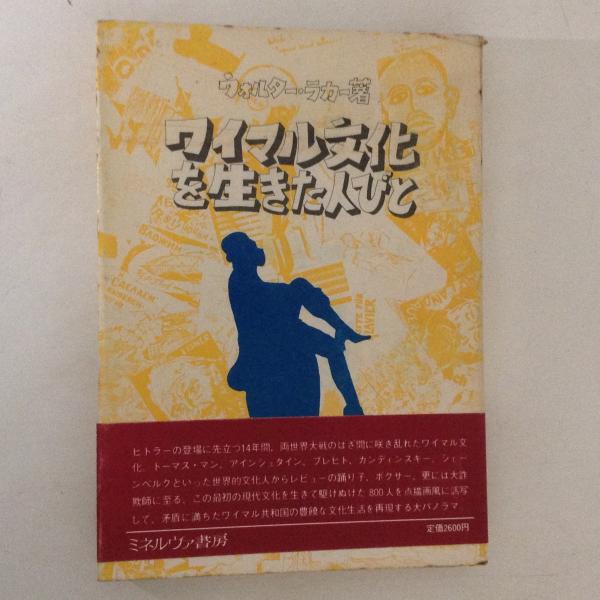 ウォルター・ラカー著
ワイマル文化
を生きた人びと
SITE FOR
XAVIER
ヒトラーの登場に先立つ14年間、両世界大戦のはざ間に咲き乱れたワイマル文
化。トーマス・マン、アインシュタイン、ブレヒト、カンディンスキー、シェー
ンベルクといった世界的文化人からレビューの踊り子、ボクサー、更には大詐
欺師に至る、この最初の現代文化を生きて駆けぬけた800人を点描画風に活写
して、矛盾に満ちたワイマル共和国の豊饒な文化生活を再現する大パノラマ
ミネルヴァ書房
定価2600円